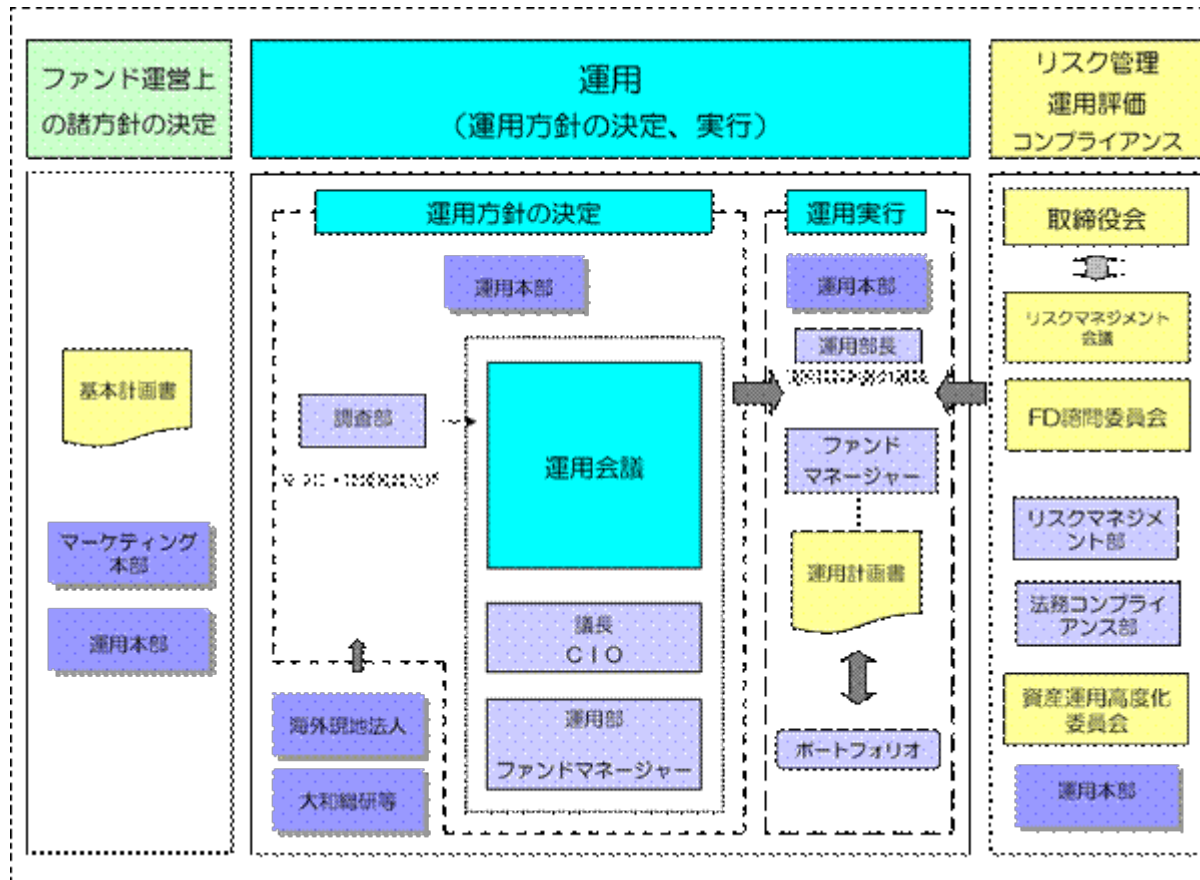 ファンド運営上
の諸方針の決定
運用
（運用方針の決定、実行）
リスク管理
運用評価
コンプライアンス
基本計画書
マーケティング
本部
運用本部
運用方針の決定
運用本部
調査部
運用会議
議長
ＣＩＯ
運用部
ファンドマネージャー
海外現地法人
大和総研等
運用実行
運用本部
運用部長
ファンド
マネージャー
運用計画書
ポートフォリオ
取締役会
リスクマネジメント
会議
FD諮問委員会
リスクマネジメ
ント部
法務コンプライ
アンス部
資産運用高度化
委員会
運用本部